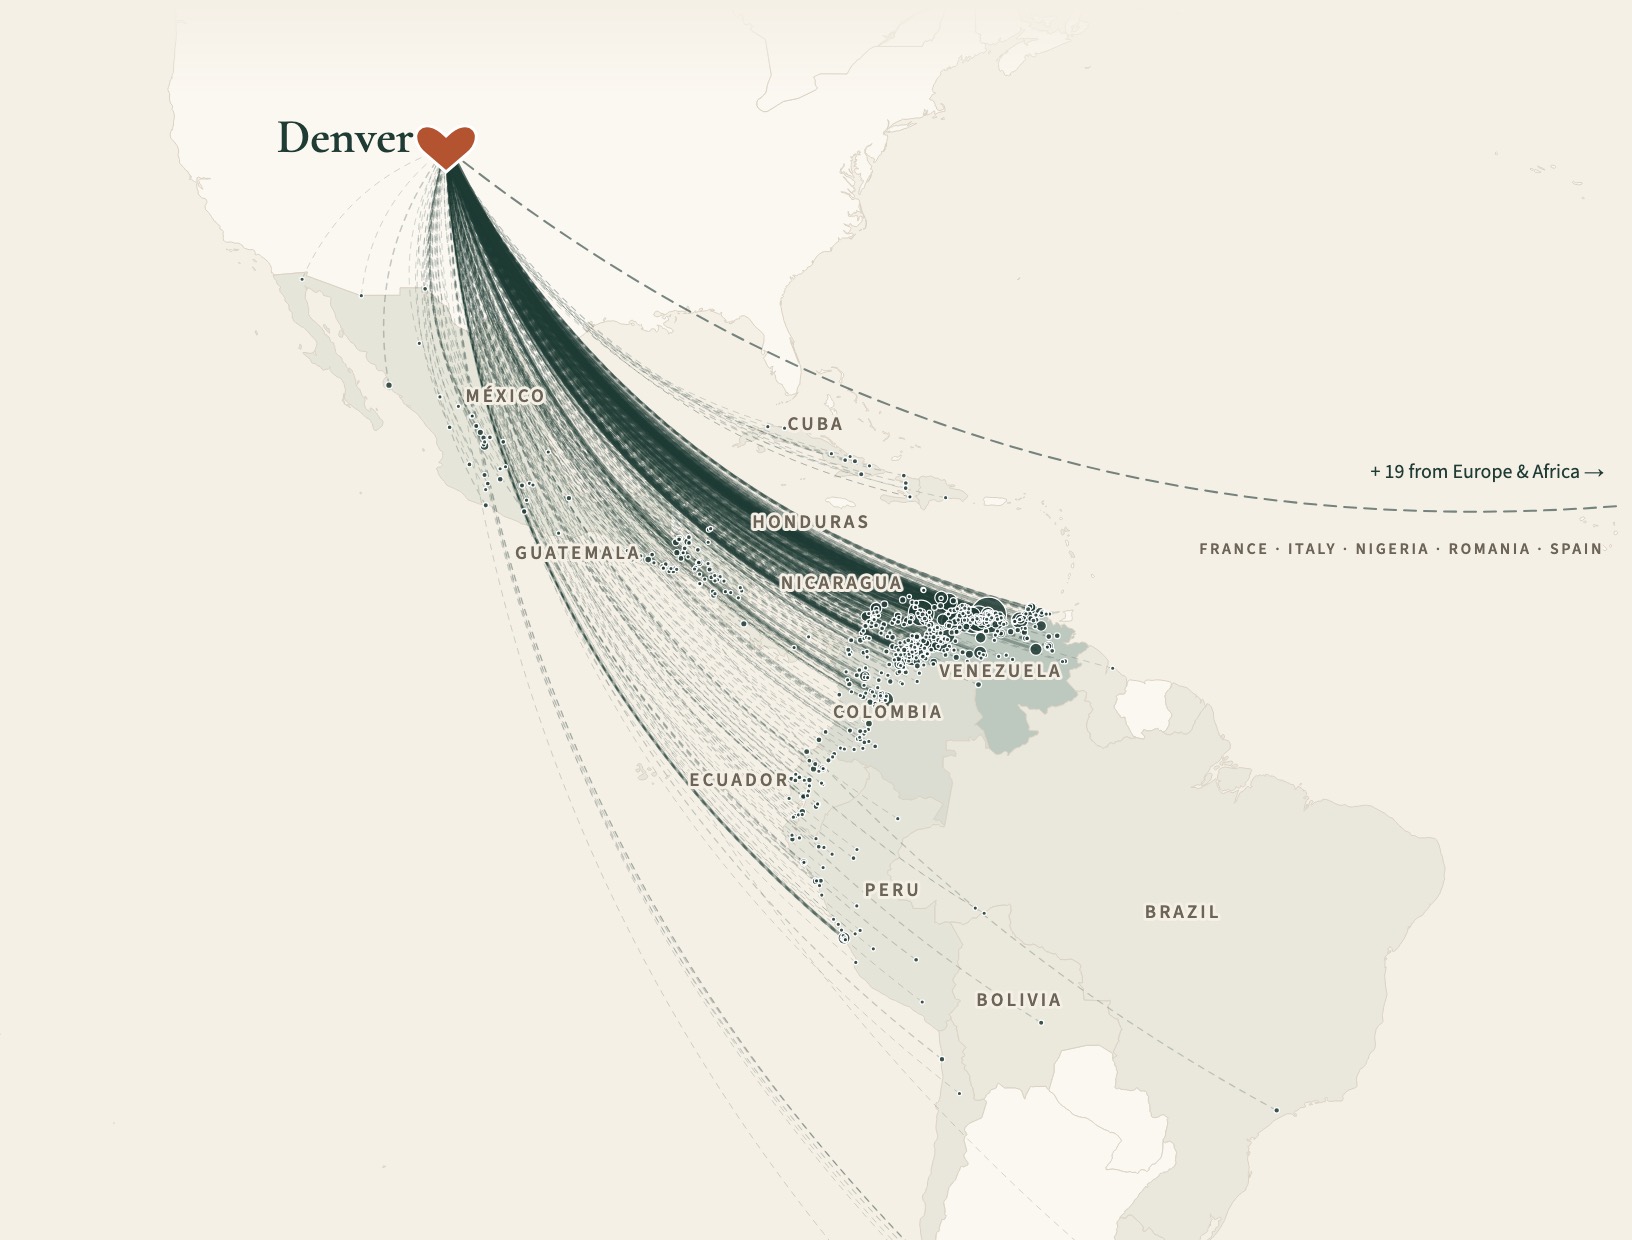 Denver
MÉXICO
CUBA
+ 19 from Europe & Africa →
HONDURAS
FRANCE · ITALY · NIGERIA · ROMANIA · SPAIN
GUATEMALA
NICARAGUA
VENEZUELA
COLOMBIA
ECUADOR
PERU
BRAZIL
BOLIVIA